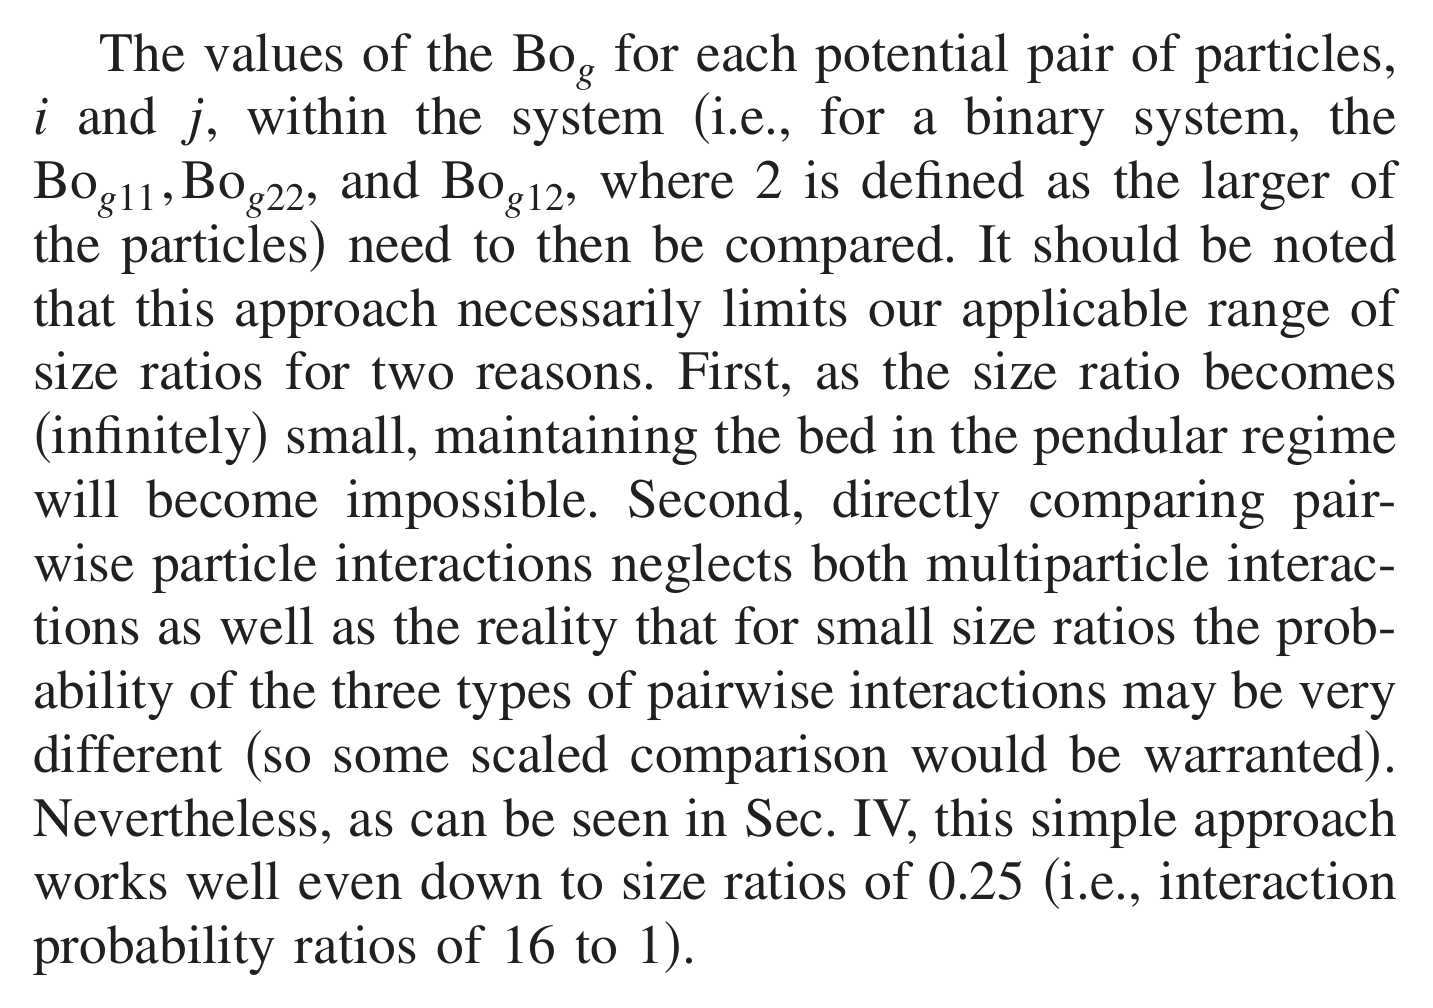 The values of the Bo_g for each potential pair of particles,
i and j, within the system (i.e., for a binary system, the
Bo_g11, Bo_g22, and Bo_g12, where 2 is defined as the larger of
the particles) need to then be compared. It should be noted
that this approach necessarily limits our applicable range of
size ratios for two reasons. First, as the size ratio becomes
(infinitely) small, maintaining the bed in the pendular regime
will become impossible. Second, directly comparing pair-
wise particle interactions neglects both multiparticle interac-
tions as well as the reality that for small size ratios the prob-
ability of the three types of pairwise interactions may be very
different (so some scaled comparison would be warranted).
Nevertheless, as can be seen in Sec. IV, this simple approach
works well even down to size ratios of 0.25 (i.e., interaction
probability ratios of 16 to 1).